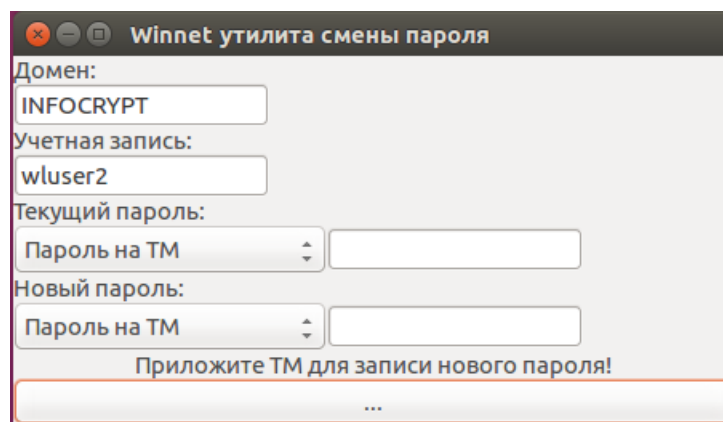 Winnet утилита смены пароля
Домен:
INFOCRYPT
Учетная запись:
wluser2
Текущий пароль:
Пароль на ТМ
Новый пароль:
Пароль на ТМ
Приложите ТМ для записи нового пароля!
...